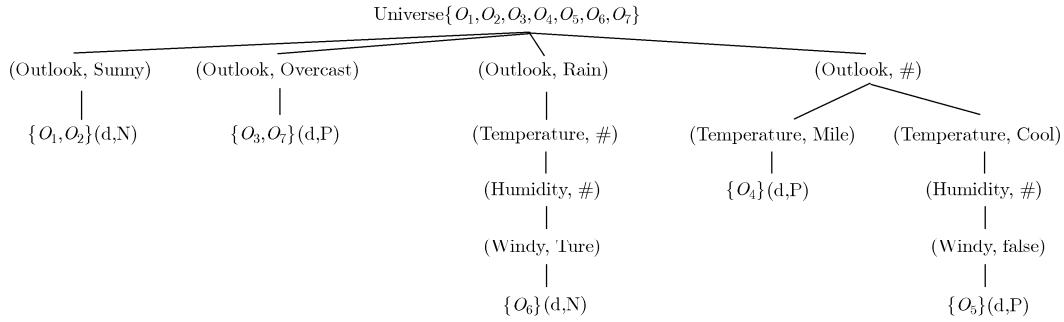 Universe{O₁,O₂,O₃,O₄,O₅,O₆,O₇}
(Outlook, Sunny) (Outlook, Overcast) (Outlook, Rain) (Outlook, #)
{O₁,O₂}(d,N) {O₃,O₇}(d,P) (Temperature, #) (Temperature, Mile) (Temperature, Cool)
(Humidity, #) {O₄}(d,P) (Humidity, #)
(Windy, Ture) (Windy, false)
{O₆}(d,N) {O₅}(d,P)